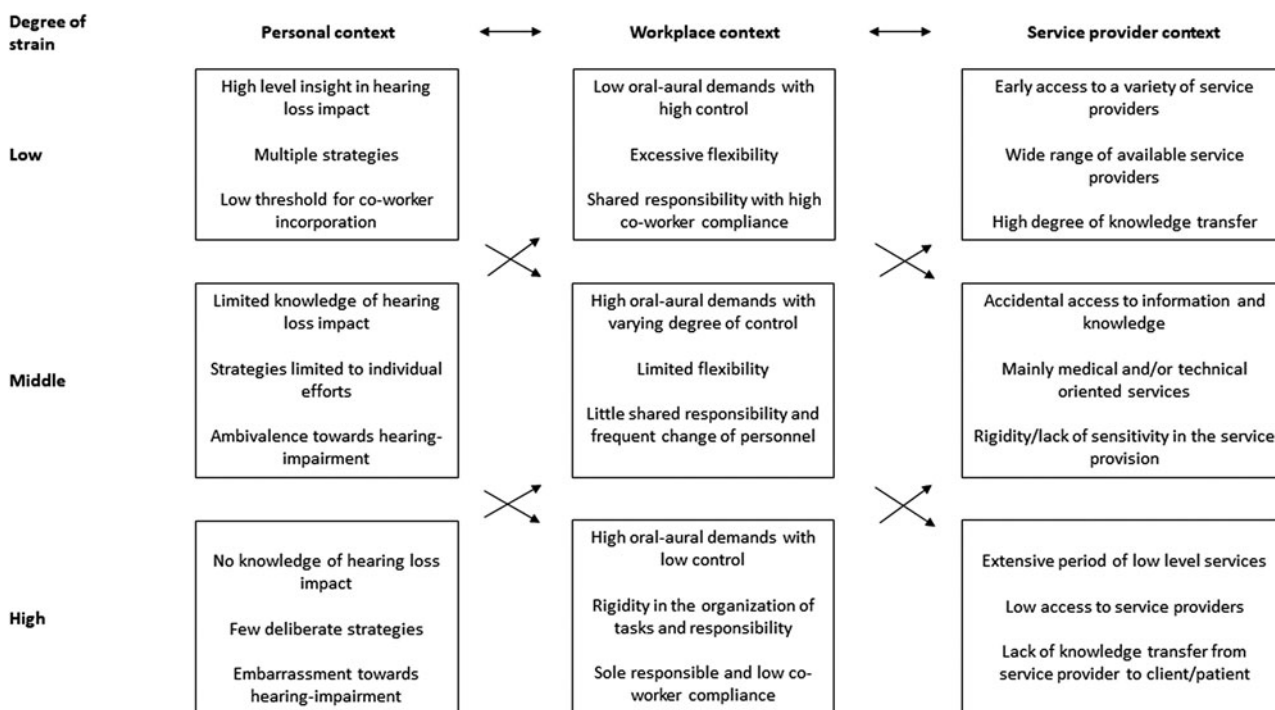 Degree of
strain
Personal context
Workplace context
Service provider context
Low
High level insight in hearing
loss impact
Multiple strategies
Low threshold for co-worker
incorporation
Low oral-aural demands with
high control
Excessive flexibility
Shared responsibility with high
co-worker compliance
Early access to a variety of service
providers
Wide range of available service
providers
High degree of knowledge transfer
Middle
Limited knowledge of hearing
loss impact
Strategies limited to individual
efforts
Ambivalence towards hearing-
impairment
High oral-aural demands with
varying degree of control
Limited flexibility
Little shared responsibility and
frequent change of personnel
Accidental access to information and
knowledge
Mainly medical and/or technical
oriented services
Rigidity/lack of sensitivity in the service
provision
High
No knowledge of hearing loss
impact
Few deliberate strategies
Embarrassment towards
hearing-impairment
High oral-aural demands with
low control
Rigidity in the organization of
tasks and responsibility
Sole responsible and low co-
worker compliance
Extensive period of low level services
Low access to service providers
Lack of knowledge transfer from
service provider to client/patient